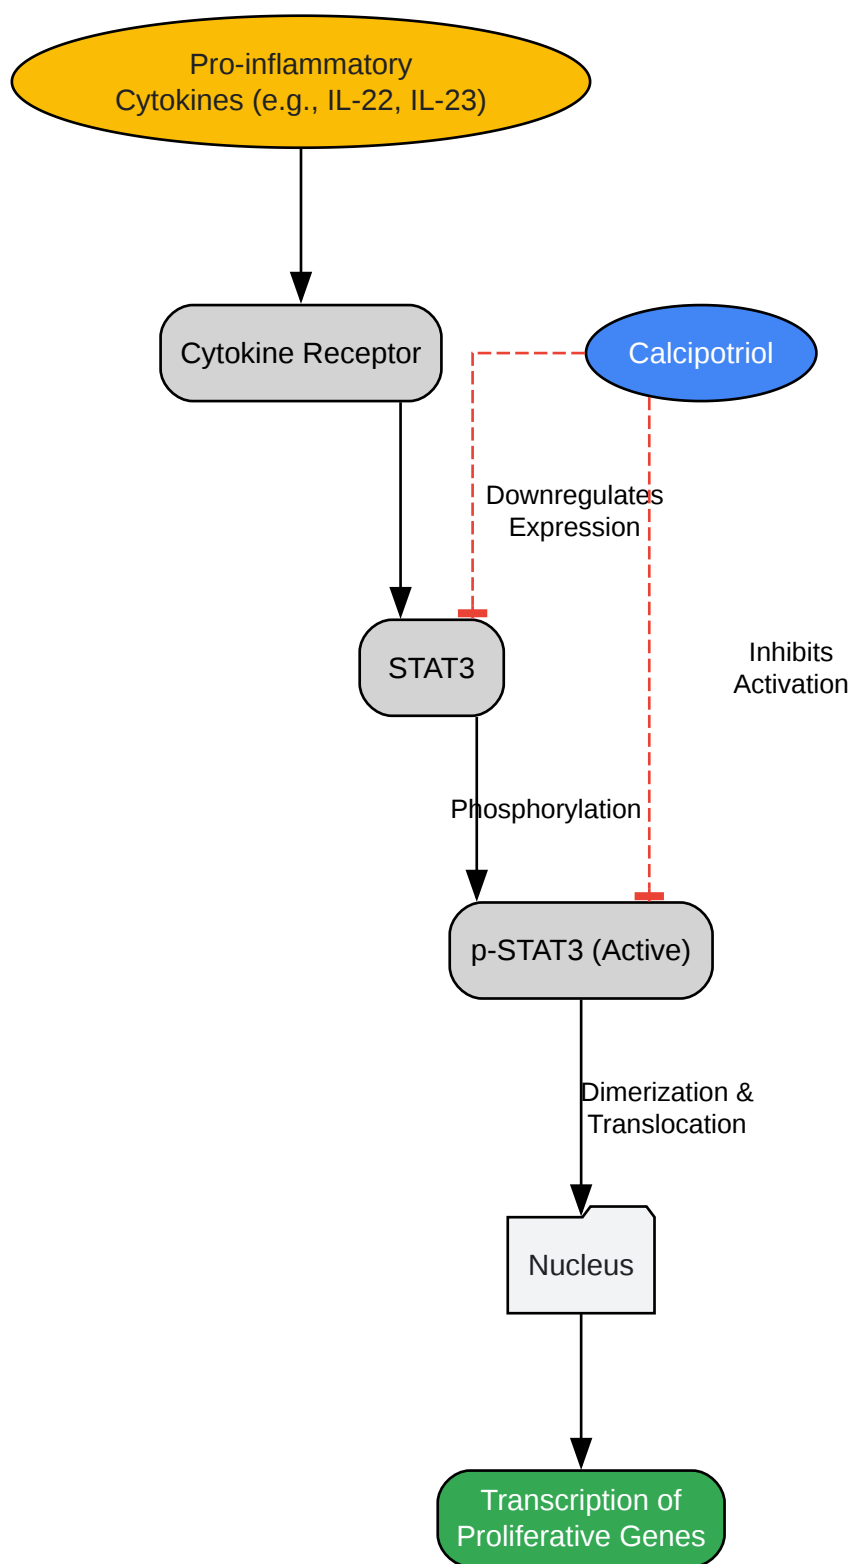 Pro-inflammatory
Cytokines (e.g., IL-22, IL-23)
Cytokine Receptor
Calcipotriol
Downregulates
Expression
Inhibits
Activation
STAT3
Phosphorylation
p-STAT3 (Active)
Dimerization &
Translocation
Nucleus
Transcription of
Proliferative Genes